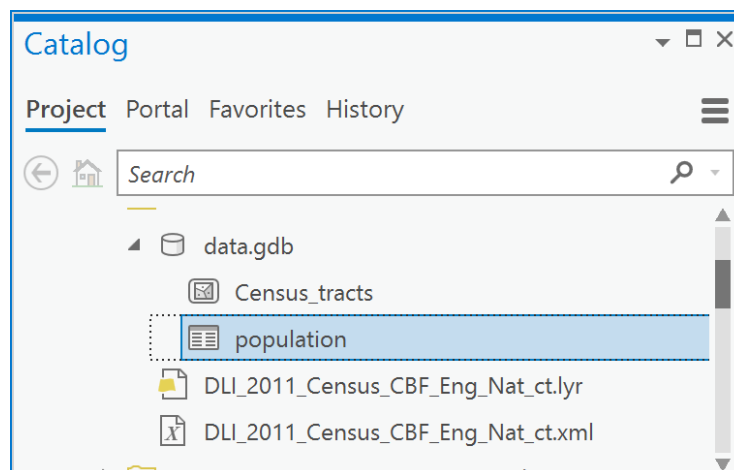 Catalog
Project Portal Favorites History
Search
data.gdb
Census_tracts
population
DLI_2011_Census_CBF_Eng_Nat_ct.lyr
DLI_2011_Census_CBF_Eng_Nat_ct.xml